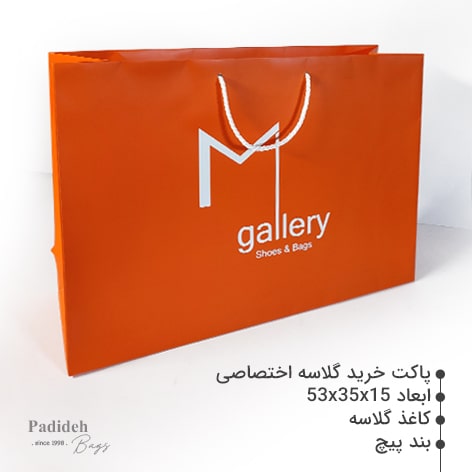 M
gallery
Shoes & Bags
پاکت خرید گلاسه اختصاصی
ابعاد 53x35x15
کاغذ گلاسه
بند پیچ
Padideh
. since 1998 .
Bags